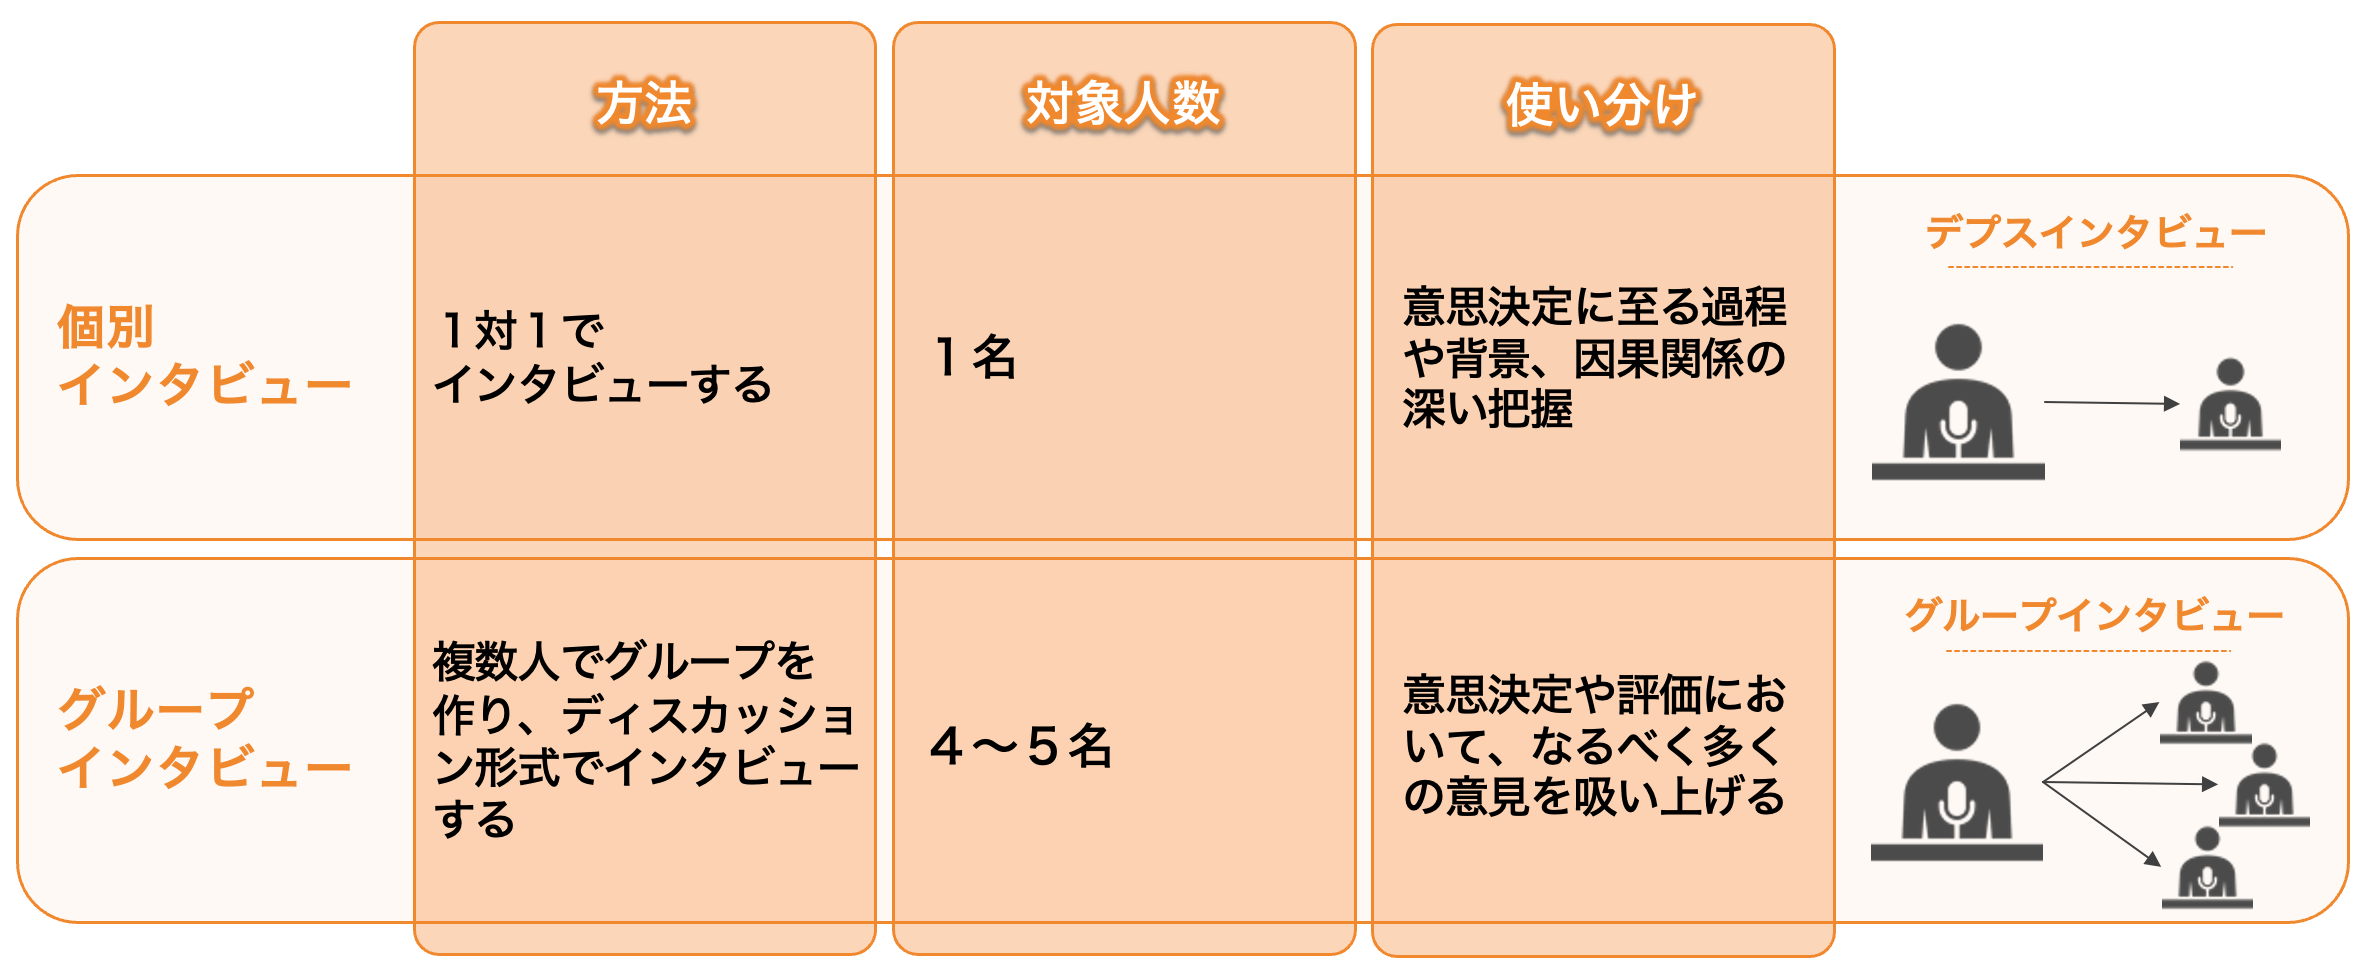 方法
対象人数
使い分け
個別
インタビュー
１対１で
インタビューする
１名
意思決定に至る過程
や背景、因果関係の
深い把握
デプスインタビュー
グループ
インタビュー
複数人でグループを
作り、ディスカッショ
ン形式でインタビュー
する
４〜５名
意思決定や評価にお
いて、なるべく多く
の意見を吸い上げる
グループインタビュー